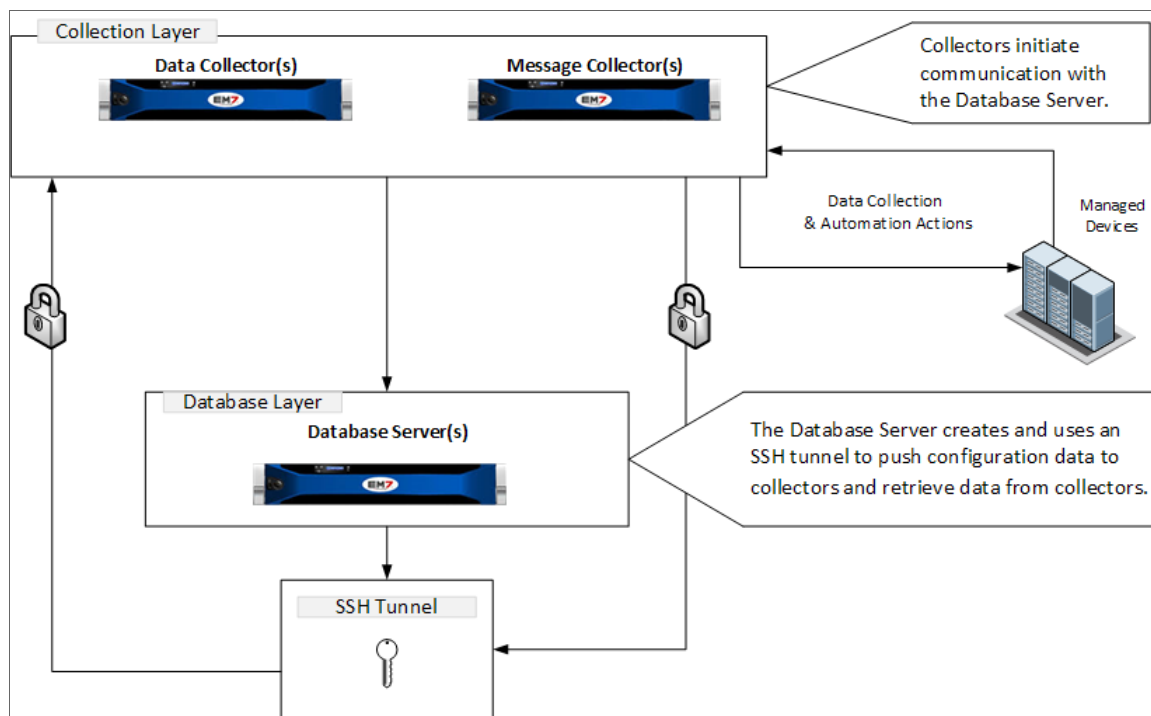 Collection Layer
Data Collector(s)
Message Collector(s)
EM7
EM7
Collectors initiate
communication with
the Database Server.
Data Collection
& Automation Actions
Managed
Devices
Database Layer
Database Server(s)
EM7
The Database Server creates and uses an
SSH tunnel to push configuration data to
collectors and retrieve data from collectors.
SSH Tunnel